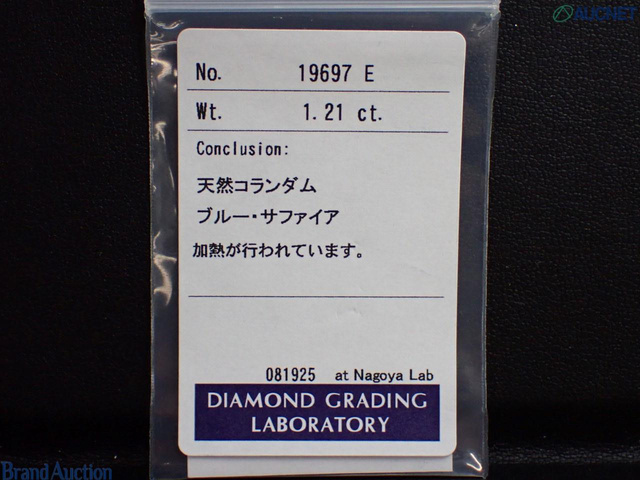 AUCNET
No. 19697 E
Wt. 1.21 ct.
Conclusion:
天然コランダム
ブルー・サファイア
加熱が行われています。
081925 at Nagoya Lab
DIAMOND GRADING
LABORATORY
Brand Auction